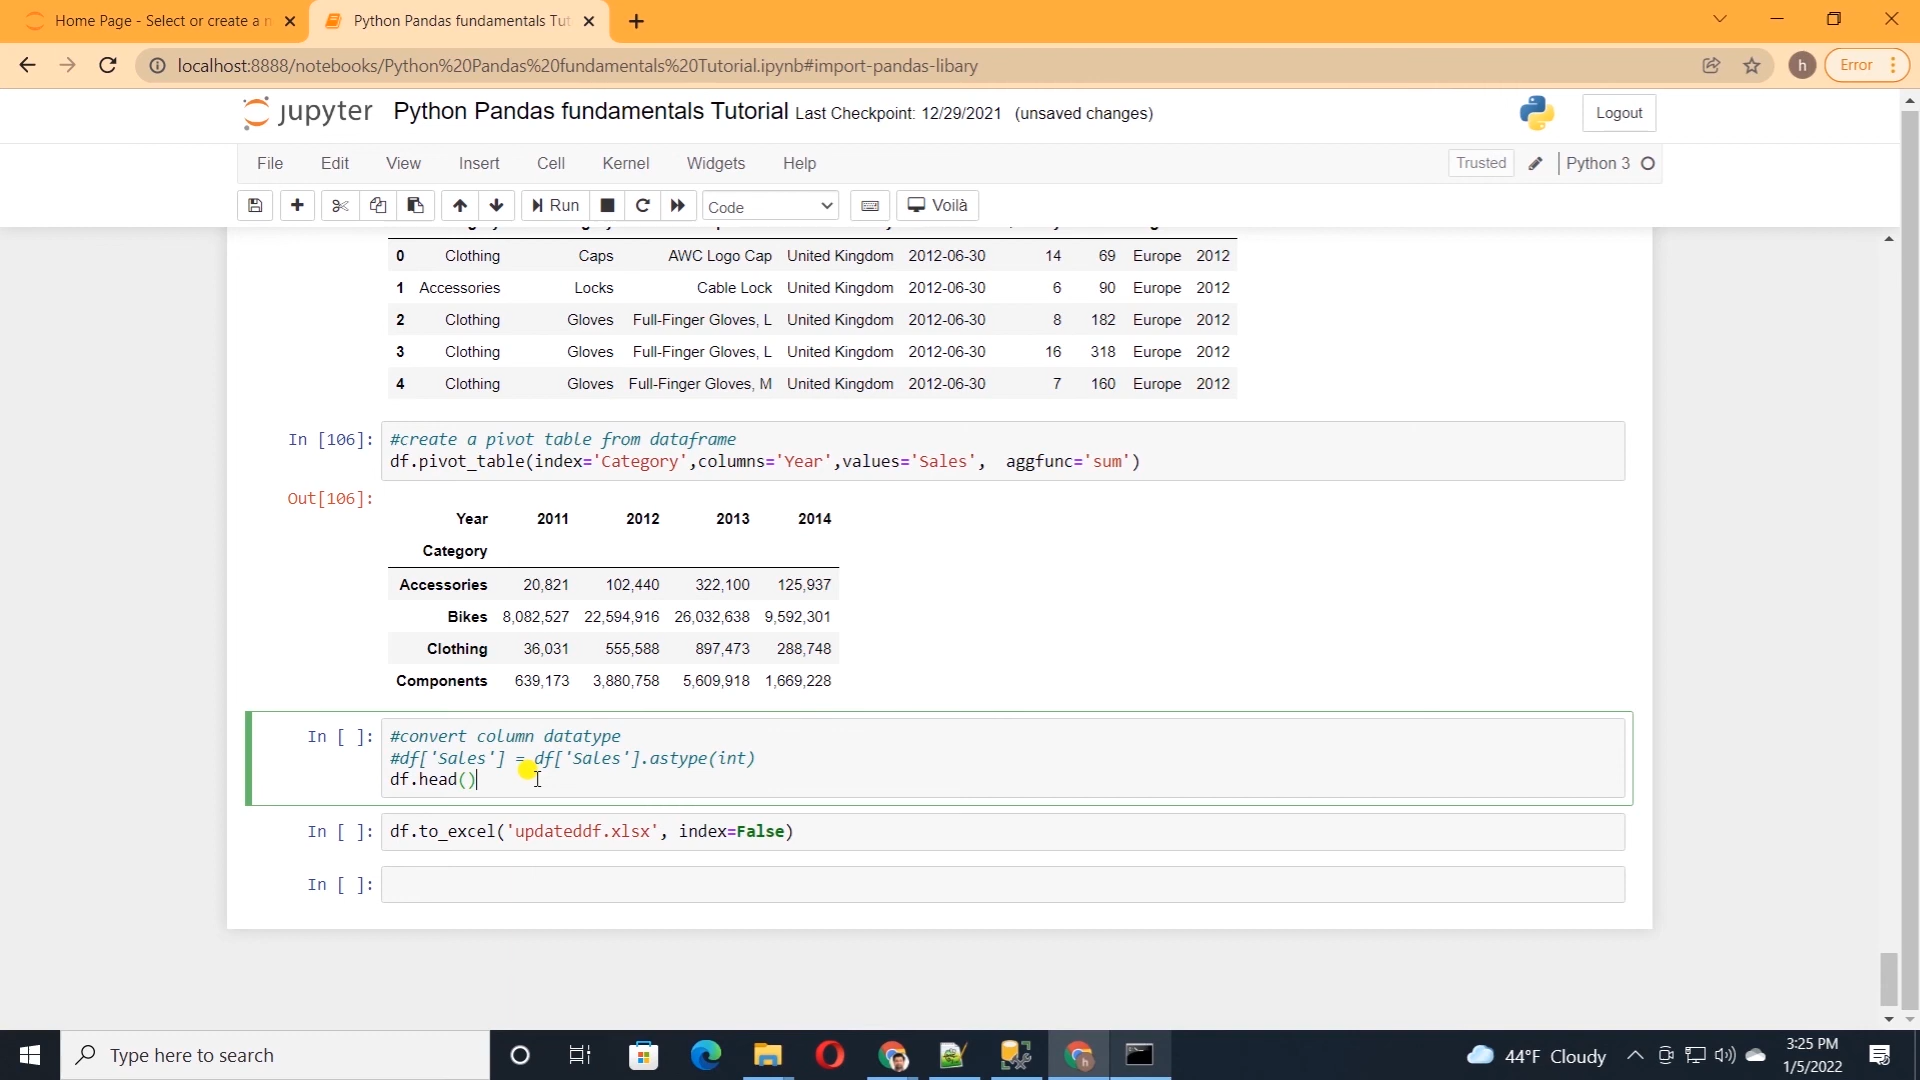 Home Page - Select or create a n
Python Pandas fundamentals Tut
localhost:8888/notebooks/Python%20Pandas%20fundamentals%20Tutorial.ipynb#import-pandas-libary
h
Error
jupyter Python Pandas fundamentals Tutorial Last Checkpoint: 12/29/2021 (unsaved changes)
Logout
File Edit View Insert Cell Kernel Widgets Help
Trusted Python 3
Run Code Voilà
0 Clothing Caps AWC Logo Cap United Kingdom 2012-06-30 14 69 Europe 2012
1 Accessories Locks Cable Lock United Kingdom 2012-06-30 6 90 Europe 2012
2 Clothing Gloves Full-Finger Gloves, L United Kingdom 2012-06-30 8 182 Europe 2012
3 Clothing Gloves Full-Finger Gloves, L United Kingdom 2012-06-30 16 318 Europe 2012
4 Clothing Gloves Full-Finger Gloves, M United Kingdom 2012-06-30 7 160 Europe 2012
In [106]: #create a pivot table from dataframe
df.pivot_table(index='Category',columns='Year',values='Sales', aggfunc='sum')
Out[106]:
Year 2011 2012 2013 2014
Category
Accessories 20,821 102,440 322,100 125,937
Bikes 8,082,527 22,594,916 26,032,638 9,592,301
Clothing 36,031 555,588 897,473 288,748
Components 639,173 3,880,758 5,609,918 1,669,228
In [ ]: #convert column datatype
#df['Sales'] = df['Sales'].astype(int)
df.head()
In [ ]: df.to_excel('updateddf.xlsx', index=False)
In [ ]:
Type here to search
44°F Cloudy
3:25 PM
1/5/2022